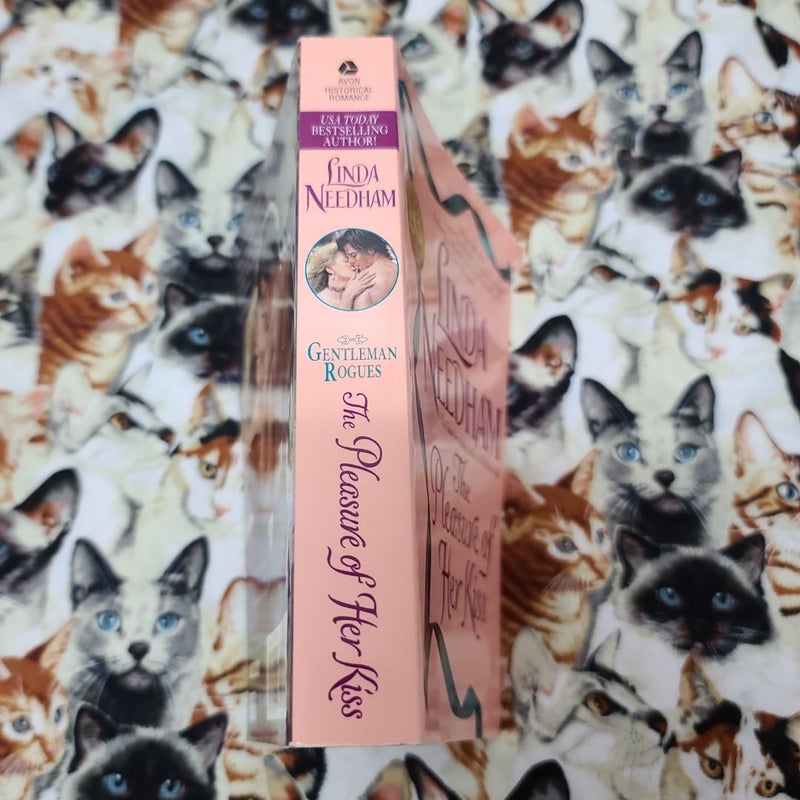 AVON
HISTORICAL
ROMANCE
USA TODAY
BESTSELLING
AUTHOR!
LINDA
NEEDHAM
GENTLEMAN
ROGUES
The Pleasure of Her Kiss
LINDA
NEEDHAM
The
Pleasure of
Her Kiss